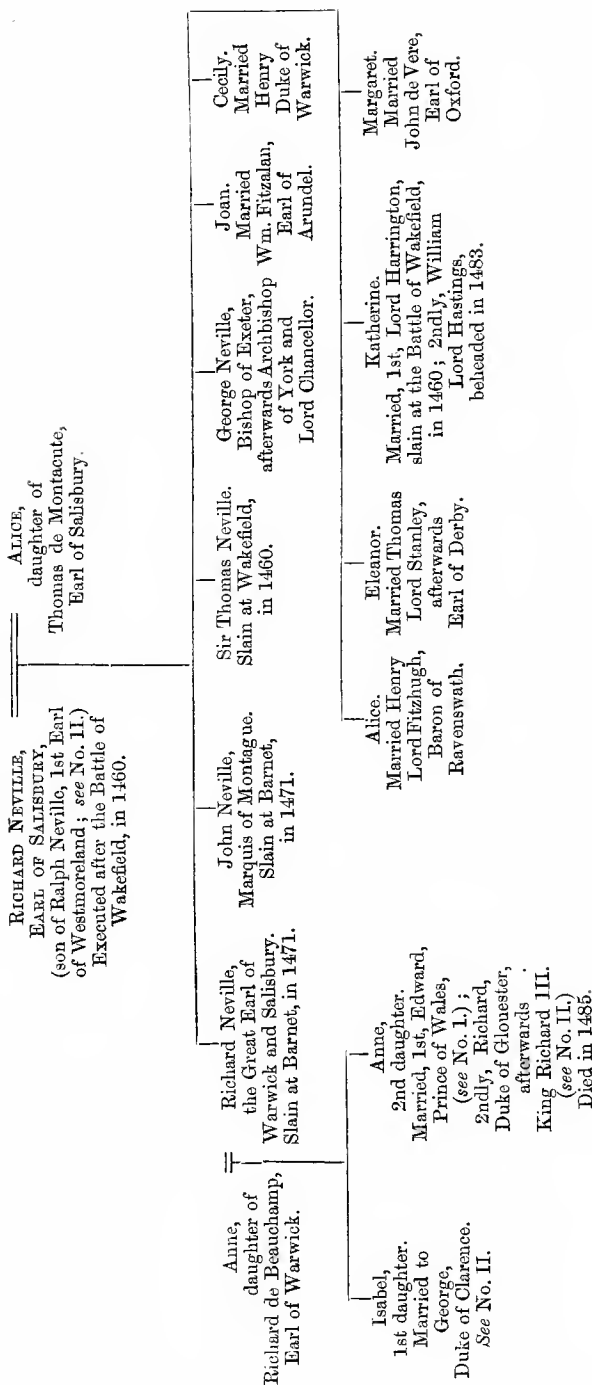 RICHARD NEVILLE,
EARL OF SALISBURY,
(son of Ralph Neville, 1st Earl
of Westmoreland; see No. II.)
Executed after the Battle of
Wakefield, in 1460.
ALICE,
daughter of
Thomas de Montacute,
Earl of Salisbury.
Anne,
daughter of
Richard de Beauchamp,
Earl of Warwick.
Richard Neville,
the Great Earl of
Warwick and Salisbury.
Slain at Barnet, in 1471.
John Neville,
Marquis of Montague.
Slain at Barnet,
in 1471.
Sir Thomas Neville.
Slain at Wakefield,
in 1460.
George Neville,
Bishop of Exeter,
afterwards Archbishop
of York and
Lord Chancellor.
Joan.
Married
Wm. Fitzalan,
Earl of
Arundel.
Cecily.
Married
Henry
Duke of
Warwick.
Isabel,
1st daughter.
Married to
George,
Duke of Clarence.
See No. II.
Anne,
2nd daughter.
Married, 1st, Edward,
Prince of Wales,
(see No. I.);
2ndly, Richard,
Duke of Glouester,
afterwards
King Richard III.
(see No. II.)
Died in 1485.
Alice.
Married Henry
Lord Fitzhugh,
Baron of
Ravenswath.
Eleanor.
Married Thomas
Lord Stanley,
afterwards
Earl of Derby.
Katherine.
Married, 1st, Lord Harrington,
slain at the Battle of Wakefield,
in 1460; 2ndly, William
Lord Hastings,
beheaded in 1483.
Margaret.
Married
John de Vere,
Earl of
Oxford.